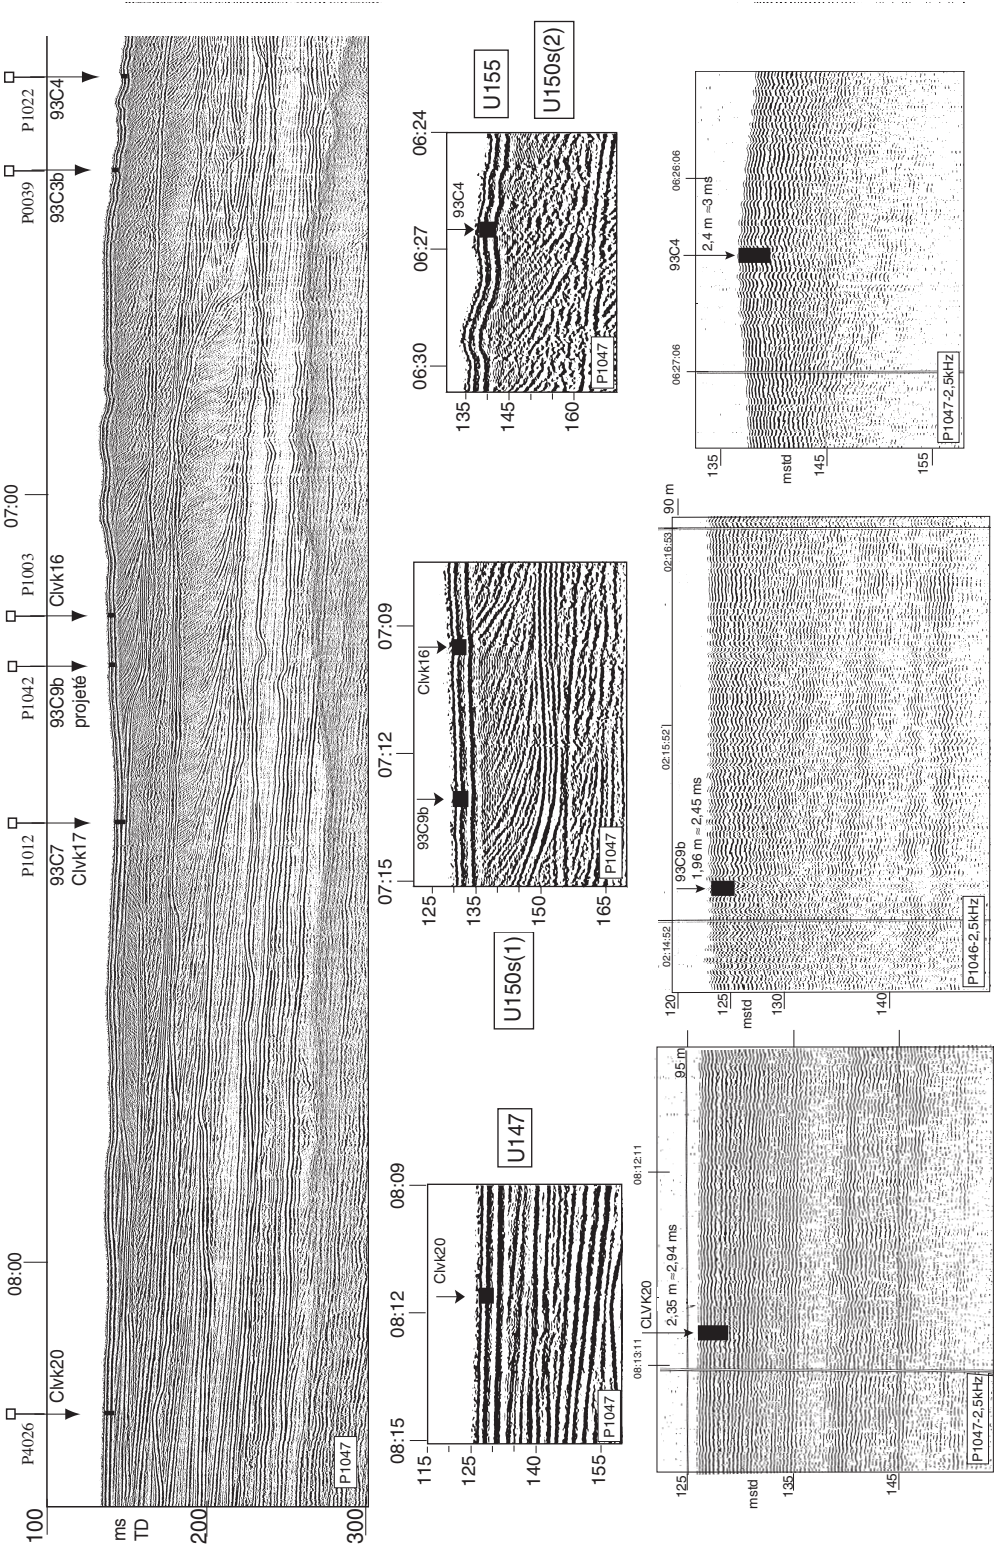 P4026
Clvk20
08:00
P1012
93C7
Clvk17
P1042
93C9b
projeté
P1003
Clvk16
07:00
P0039
93C3b
P1022
93C4
100
ms
TD
200
300
P1047
08:15
08:12
08:09
Clvk20
115
125
140
155
P1047
U147
07:15
07:12
07:09
93C9b
Clvk16
125
135
150
165
P1047
U150s(1)
06:30
06:27
06:24
93C4
135
145
160
P1047
U155
U150s(2)
08:13:11
CLVK20
08:12:11
2,35 m ≈2,94 ms
95 m
125
mstd
135
145
P1047-2,5kHz
02:14:52
93C9b
1,96 m ≈ 2,45 ms
02:15:52
02:16:53
90 m
120
125
mstd
130
140
P1046-2,5kHz
06:27:06
93C4
2,4 m ≈3 ms
06:26:06
135
mstd
145
155
P1047-2,5kHz